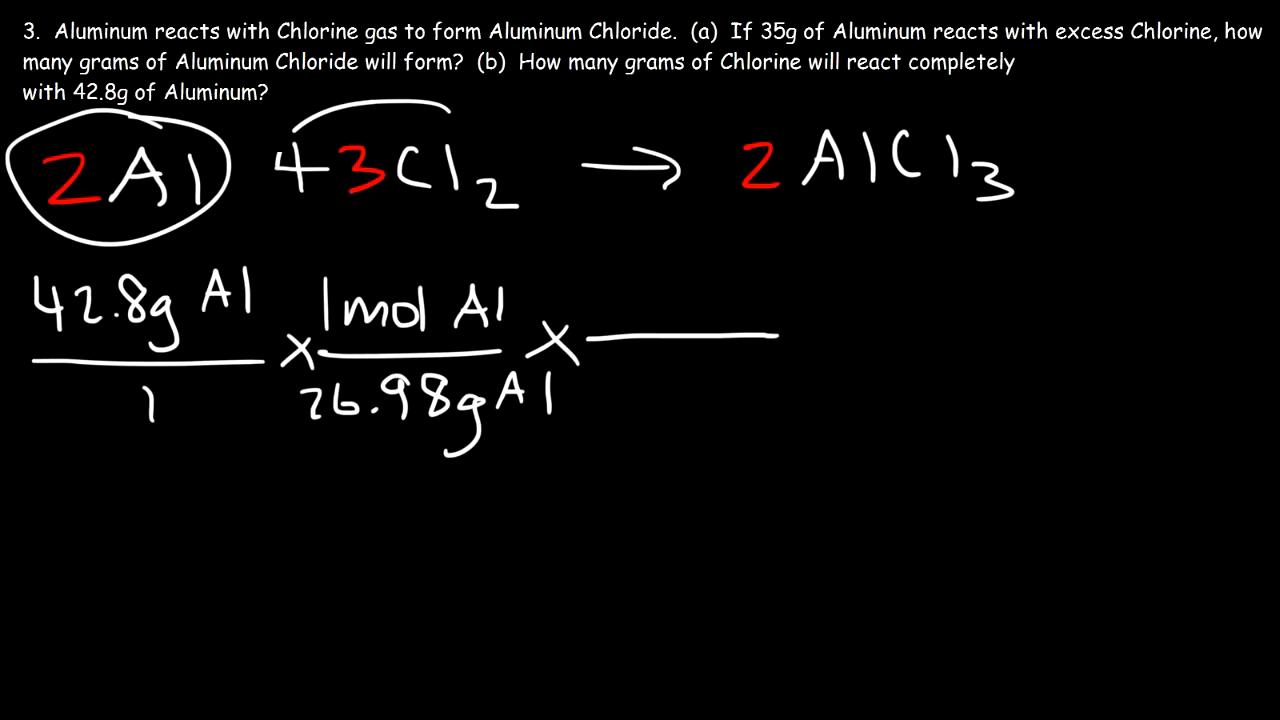 3. Aluminum reacts with Chlorine gas to form Aluminum Chloride. (a) If 35g of Aluminum reacts with excess Chlorine, how
many grams of Aluminum Chloride will form? (b) How many grams of Chlorine will react completely
with 42.8g of Aluminum?
2Al + 3Cl₂ → 2AlCl₃
42.8g Al × 1mol Al ×
1 26.98g Al